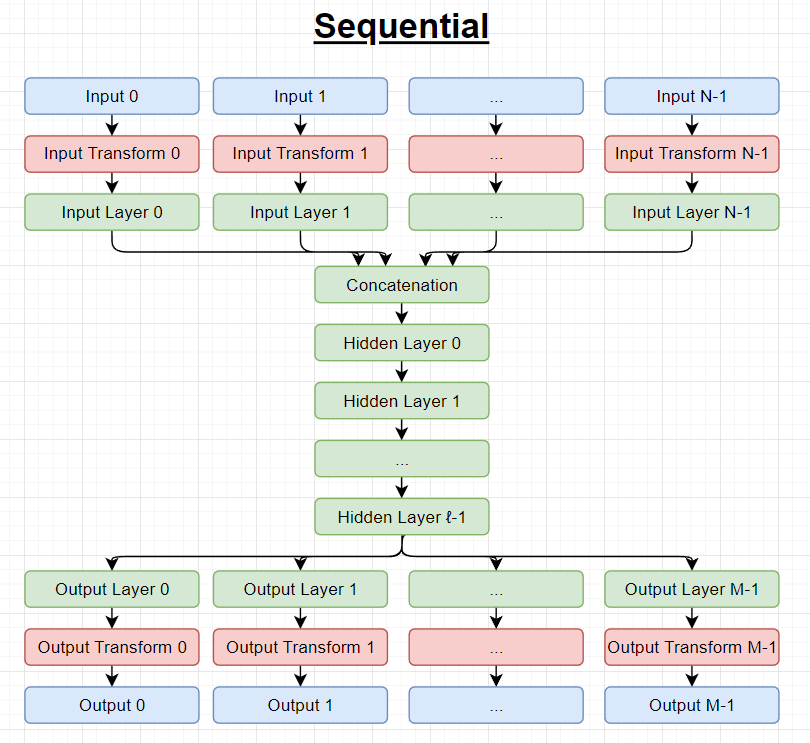 Sequential
Input 0
Input 1
...
Input N-1
Input Transform 0
Input Transform 1
...
Input Transform N-1
Input Layer 0
Input Layer 1
...
Input Layer N-1
Concatenation
Hidden Layer 0
Hidden Layer 1
...
Hidden Layer ℓ-1
Output Layer 0
Output Layer 1
...
Output Layer M-1
Output Transform 0
Output Transform 1
...
Output Transform M-1
Output 0
Output 1
...
Output M-1